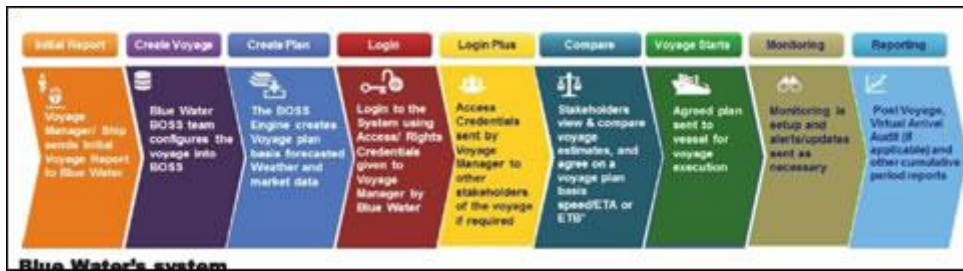 Initial Report
Create Voyage
Create Plan
Login
Login Plus
Compare
Voyage Starts
Monitoring
Reporting
Voyage
Manager/ Ship
sends Initial
Voyage Report
to Blue Water
Blue Water
BOSS team
configures the
voyage into
BOSS
The BOSS
Engine creates
Voyage plan
basis forecasted
Weather and
market data
Login to the
System using
Access/ Rights
Credential
given to
Voyage
Manager by
Blue Water
Access
Credentials
sent by
Voyage
Manager to
other
stakeholders
of the voyage
if required
Stakeholders
view & compare
voyage
estimates, and
agree on a
voyage plan
basis
speed/ETA or
ETB"
Agreed plan
sent to
vessel for
voyage
execution
Monitoring is
setup and
alerts/updates
sent as
necessary
Post Voyage,
Virtual Arrival
Audit (if
applicable) and
other cumulative
period reports
Blue Water's system